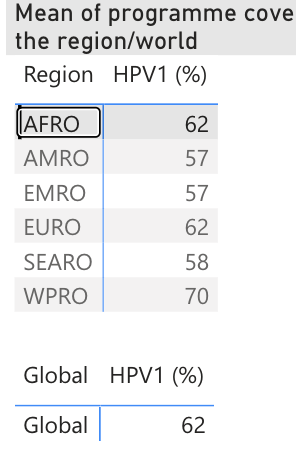 Mean of programme cove
the region/world
Region HPV1 (%)
AFRO 62
AMRO 57
EMRO 57
EURO 62
SEARO 58
WPRO 70
Global HPV1 (%)
Global 62